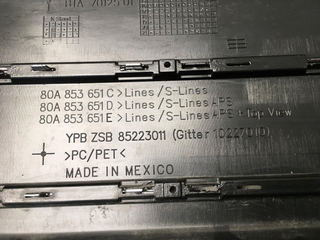 80A 853 651 C >Lines / S-Lines
80A 853 651 D >Lines / S-Lines APS
80A 853 651 E >Lines / S-Lines APS + Top View
YPB ZSB 85223011 (Gitter 10227010)
>PC/PET<
MADE IN MEXICO